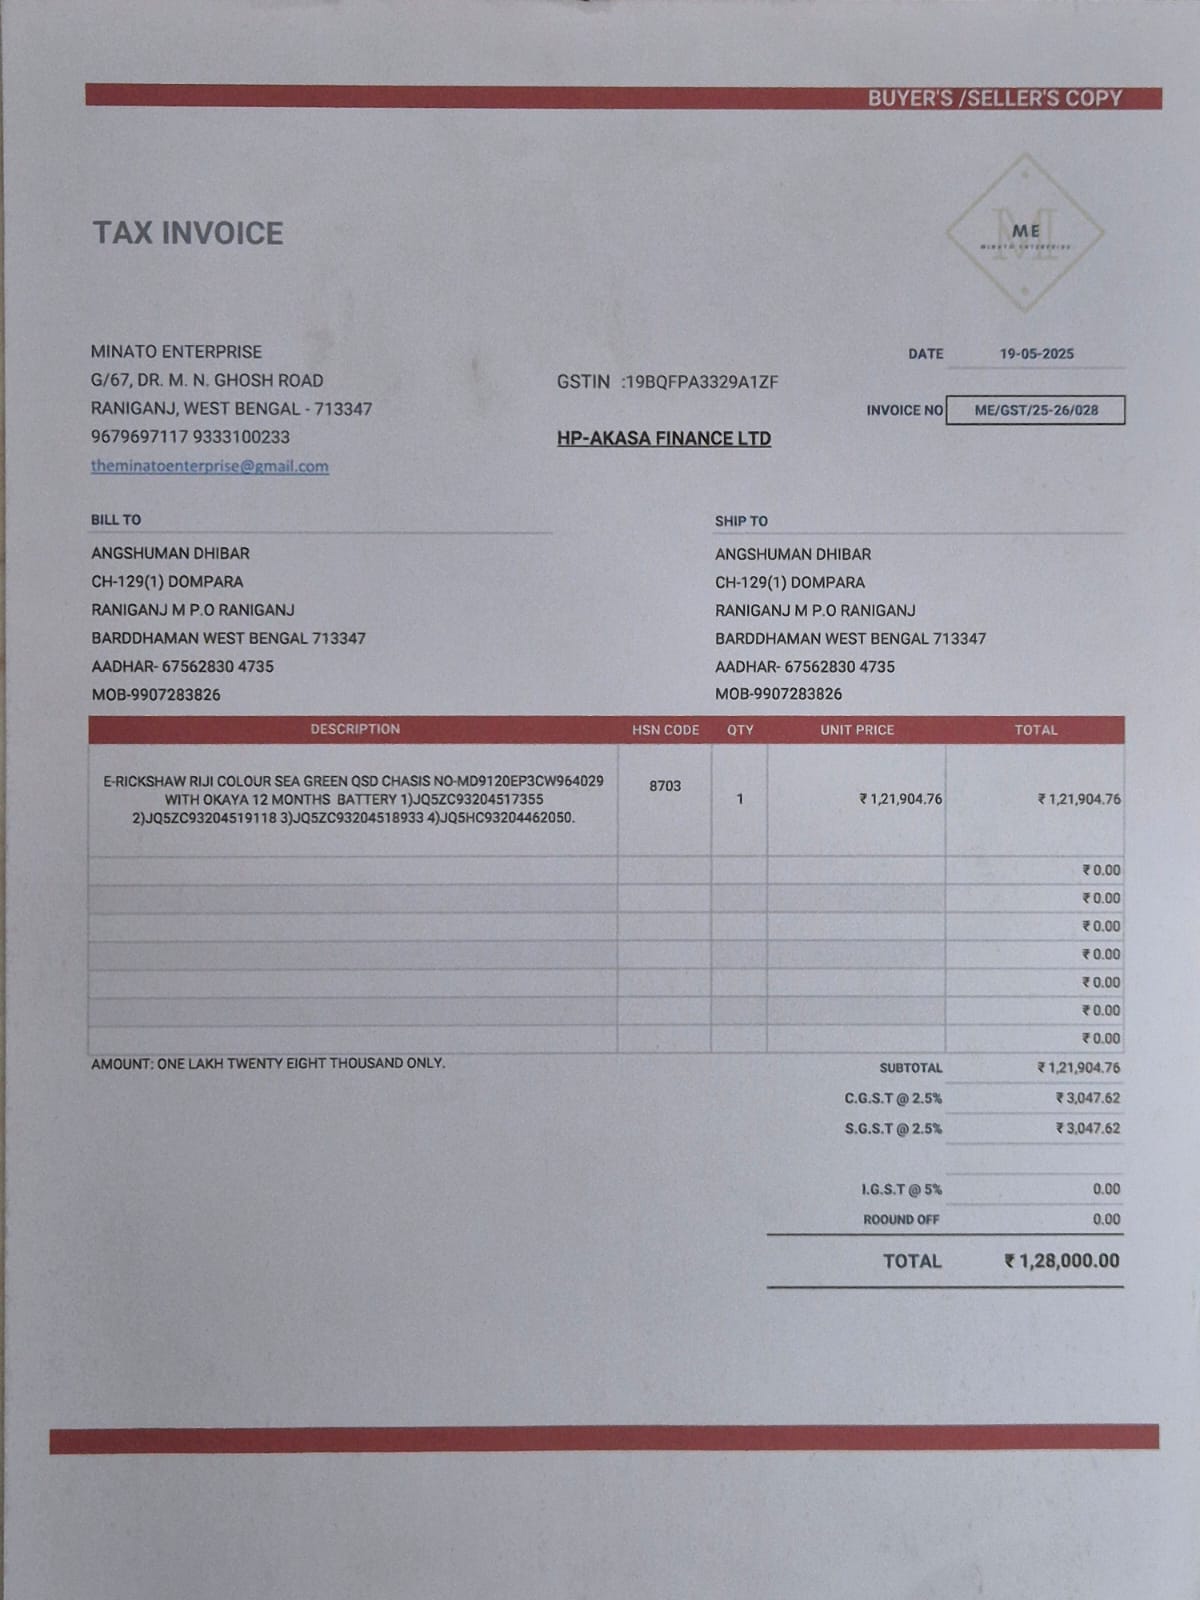 BUYER'S /SELLER'S COPY
TAX INVOICE
ME
MINATO ENTERPRISE
MINATO ENTERPRISE
G/67, DR. M. N. GHOSH ROAD
RANIGANJ, WEST BENGAL - 713347
9679697117 9333100233
theminatoenterprise@gmail.com
GSTIN :19BQFPA3329A1ZF
HP-AKASA FINANCE LTD
DATE 19-05-2025
INVOICE NO ME/GST/25-26/028
BILL TO
ANGSHUMAN DHIBAR
CH-129(1) DOMPARA
RANIGANJ M P.O RANIGANJ
BARDDHAMAN WEST BENGAL 713347
AADHAR- 67562830 4735
MOB-9907283826
SHIP TO
ANGSHUMAN DHIBAR
CH-129(1) DOMPARA
RANIGANJ M P.O RANIGANJ
BARDDHAMAN WEST BENGAL 713347
AADHAR- 67562830 4735
MOB-9907283826
DESCRIPTION HSN CODE QTY UNIT PRICE TOTAL
E-RICKSHAW RIJI COLOUR SEA GREEN QSD CHASIS NO-MD9120EP3CW964029
WITH OKAYA 12 MONTHS BATTERY 1)JQ5ZC93204517355
2)JQ5ZC93204519118 3)JQ5ZC93204518933 4)JQ5HC93204462050.
8703 1 ₹ 1,21,904.76 ₹ 1,21,904.76
₹ 0.00
₹ 0.00
₹ 0.00
₹ 0.00
₹ 0.00
₹ 0.00
₹ 0.00
AMOUNT: ONE LAKH TWENTY EIGHT THOUSAND ONLY.
SUBTOTAL ₹ 1,21,904.76
C.G.S.T @ 2.5% ₹ 3,047.62
S.G.S.T @ 2.5% ₹ 3,047.62
I.G.S.T @ 5% 0.00
ROOUND OFF 0.00
TOTAL ₹ 1,28,000.00